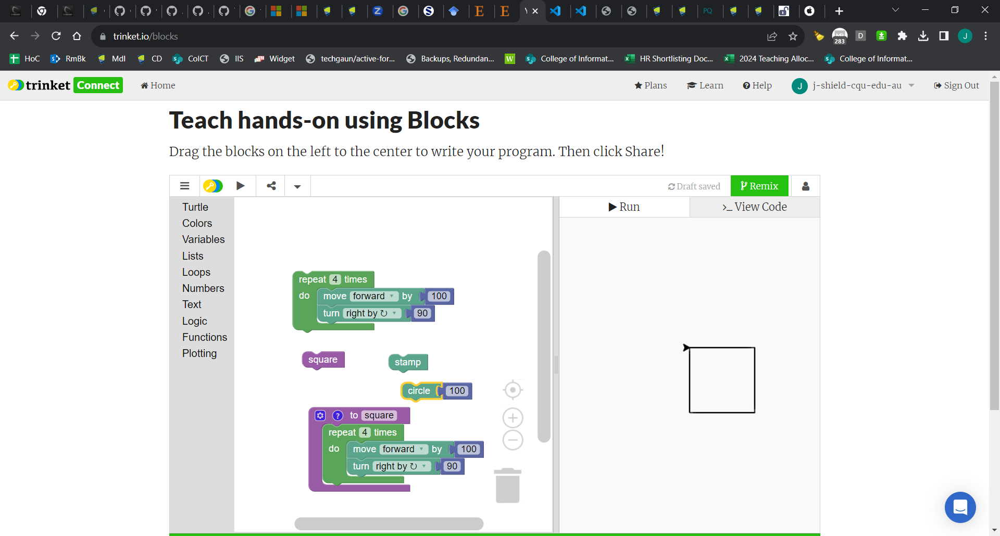 trinket.io/blocks
283
D
J
HoC
RmBk
Mdl
CD
CoICT
IIS
Widget
techgaun/active-for...
Backups, Redundan...
W
College of Informat...
HR Shortlisting Doc...
2024 Teaching Alloc...
College of Informat...
trinket Connect
Home
Plans
Learn
Help
J
j-shield-cqu-edu-au
Sign Out
Teach hands-on using Blocks
Drag the blocks on the left to the center to write your program. Then click Share!
Draft saved
Remix
Turtle
Colors
Variables
Lists
Loops
Numbers
Text
Logic
Functions
Plotting
repeat 4 times
do move forward by 100
turn right by ↻ 90
square
stamp
circle 100
? to square
repeat 4 times
do move forward by 100
turn right by ↻ 90
Run
>_ View Code